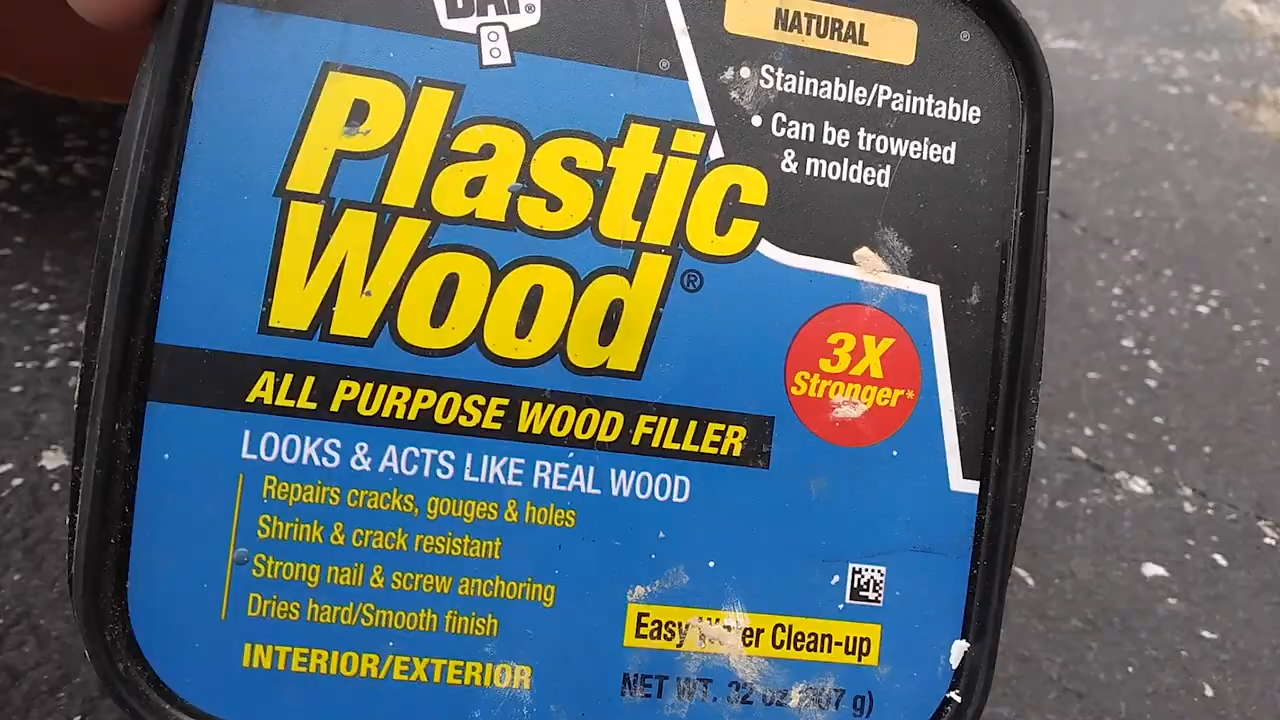 DAP®
NATURAL
®
®
• Stainable/Paintable
• Can be troweled
& molded
Plastic
Wood®
3X
Stronger*
ALL PURPOSE WOOD FILLER
LOOKS & ACTS LIKE REAL WOOD
Repairs cracks, gouges & holes
Shrink & crack resistant
Strong nail & screw anchoring
Dries hard/Smooth finish
Easy Clean-up
INTERIOR/EXTERIOR
NET WT. 32 oz g)